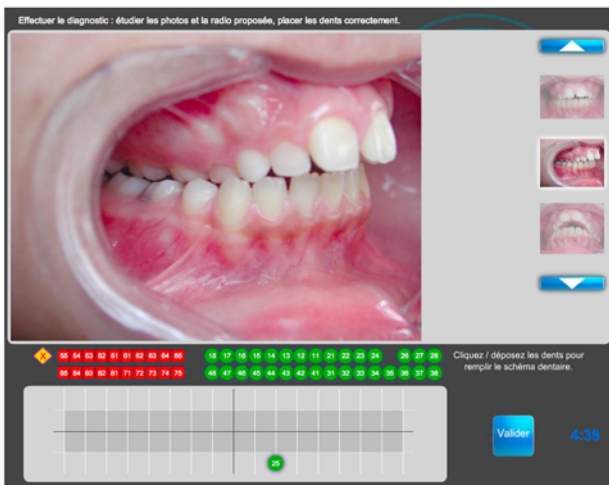 Effectuer le diagnostic : étudier les photos et la radio proposée, placer les dents correctement.
X 55 54 53 52 51 61 62 63 64 65 18 17 16 15 14 13 12 11 21 22 23 24 26 27 28
85 84 83 82 81 71 72 73 74 75 48 47 46 45 44 43 42 41 31 32 33 34 35 36 37 38
Cliquez / déposez les dents pour
remplir le schéma dentaire.
Valider
4:38
25